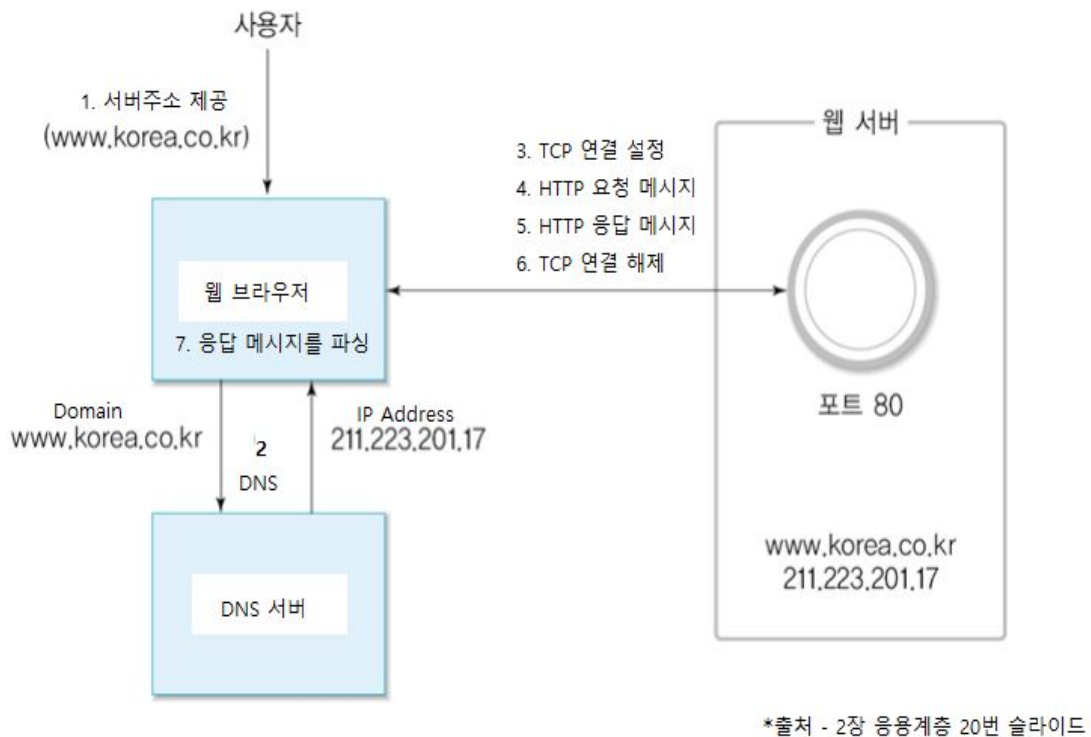 사용자
1. 서버주소 제공
(www.korea.co.kr)
웹 서버
3. TCP 연결 설정
4. HTTP 요청 메시지
5. HTTP 응답 메시지
6. TCP 연결 해제
웹 브라우저
7. 응답 메시지를 파싱
포트 80
Domain
www.korea.co.kr
2
DNS
IP Address
211.223.201.17
DNS 서버
www.korea.co.kr
211.223.201.17
*출처 - 2장 응용계층 20번 슬라이드